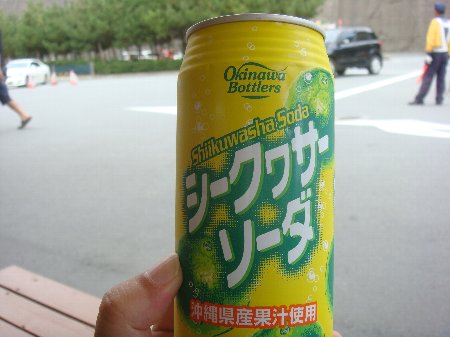 Okinawa
Bottlers
Shiikuwasha Soda
シークヮサー
ソーダ
沖縄県産果汁使用